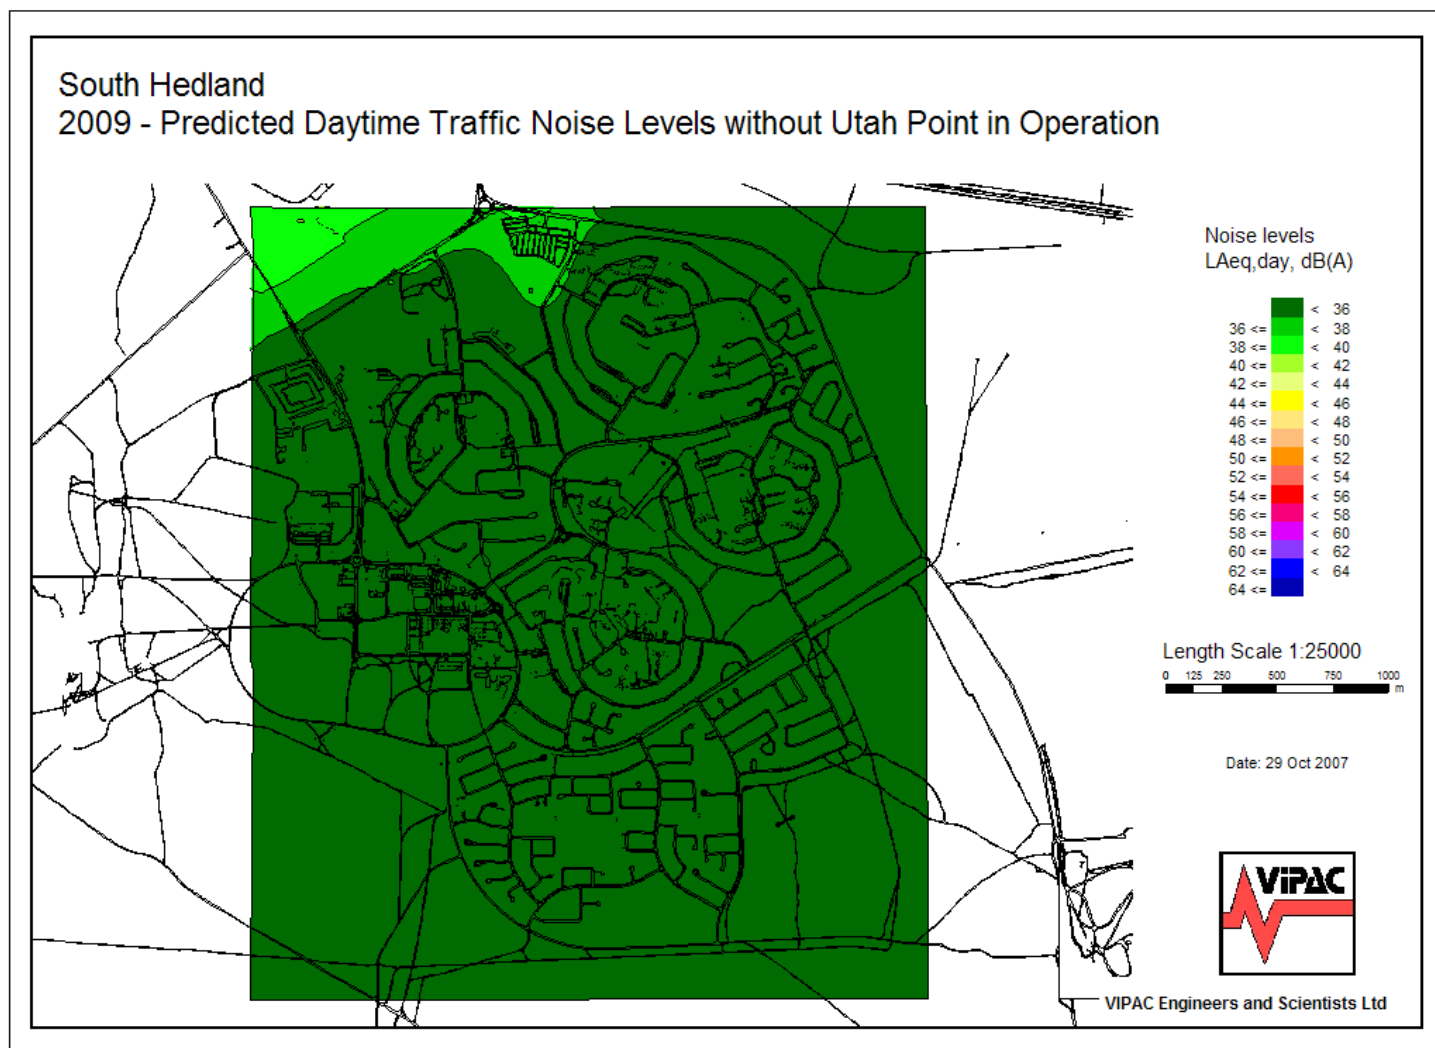 South Hedland
2009 - Predicted Daytime Traffic Noise Levels without Utah Point in Operation
Noise levels
LAeq,day, dB(A)
< 36
36 <= < 38
38 <= < 40
40 <= < 42
42 <= < 44
44 <= < 46
46 <= < 48
48 <= < 50
50 <= < 52
52 <= < 54
54 <= < 56
56 <= < 58
58 <= < 60
60 <= < 62
62 <= < 64
64 <=
Length Scale 1:25000
0 125 250 500 750 1000
m
Date: 29 Oct 2007
VIPAC
VIPAC Engineers and Scientists Ltd